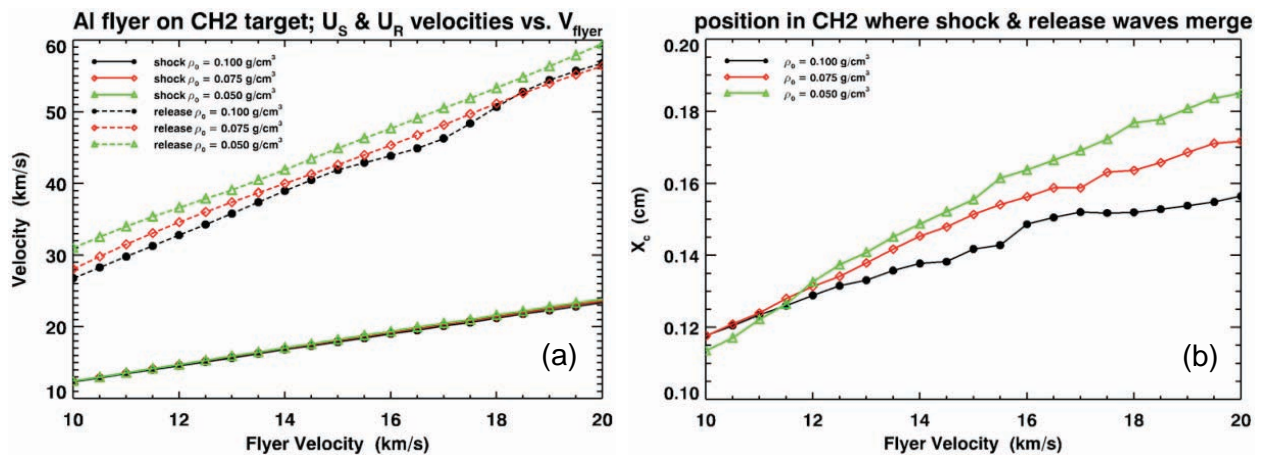 Al flyer on CH2 target; U_S & U_R velocities vs. V_flyer
60
50
40
30
20
10
Velocity (km/s)
shock ρ₀ = 0.100 g/cm³
shock ρ₀ = 0.075 g/cm³
shock ρ₀ = 0.050 g/cm³
release ρ₀ = 0.100 g/cm³
release ρ₀ = 0.075 g/cm³
release ρ₀ = 0.050 g/cm³
(a)
10 12 14 16 18 20
Flyer Velocity (km/s)
position in CH2 where shock & release waves merge
0.20
0.18
0.16
0.14
0.12
0.10
X_c (cm)
ρ₀ = 0.100 g/cm³
ρ₀ = 0.075 g/cm³
ρ₀ = 0.050 g/cm³
(b)
10 12 14 16 18 20
Flyer Velocity (km/s)